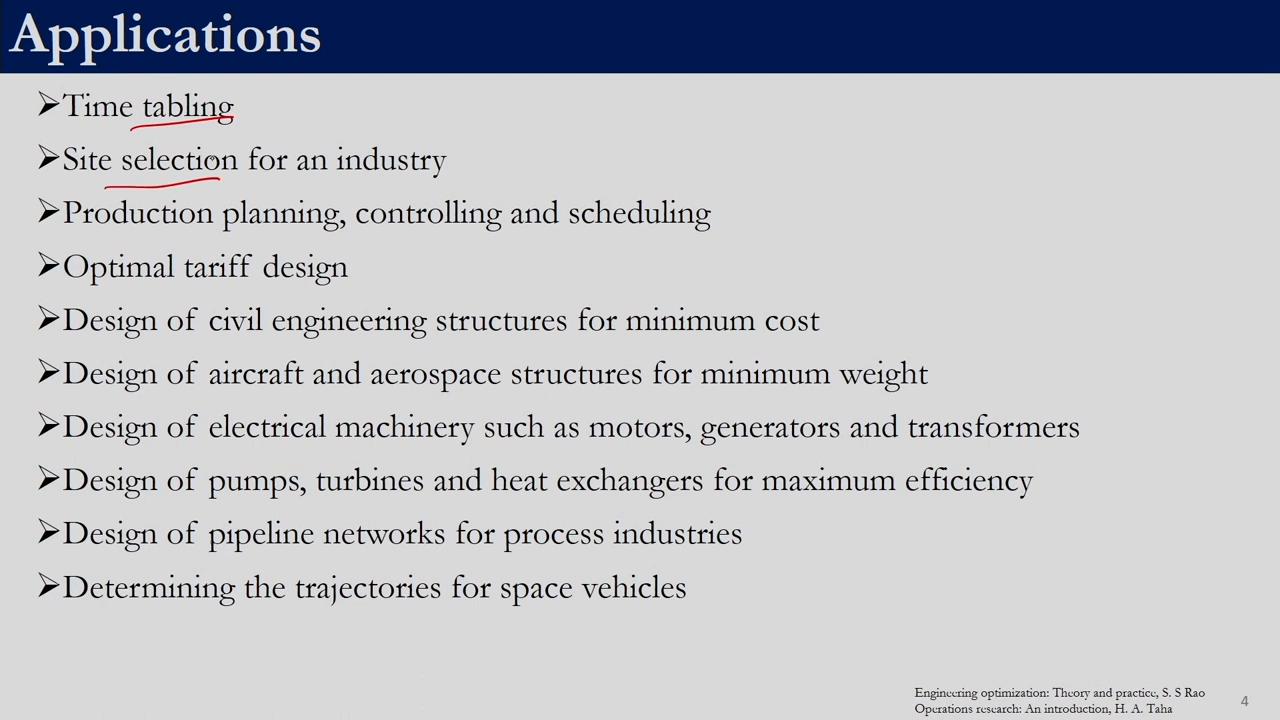 Applications
➢Time tabling
➢Site selection for an industry
➢Production planning, controlling and scheduling
➢Optimal tariff design
➢Design of civil engineering structures for minimum cost
➢Design of aircraft and aerospace structures for minimum weight
➢Design of electrical machinery such as motors, generators and transformers
➢Design of pumps, turbines and heat exchangers for maximum efficiency
➢Design of pipeline networks for process industries
➢Determining the trajectories for space vehicles
Engineering optimization: Theory and practice, S. S Rao
Operations research: An introduction, H. A. Taha
4